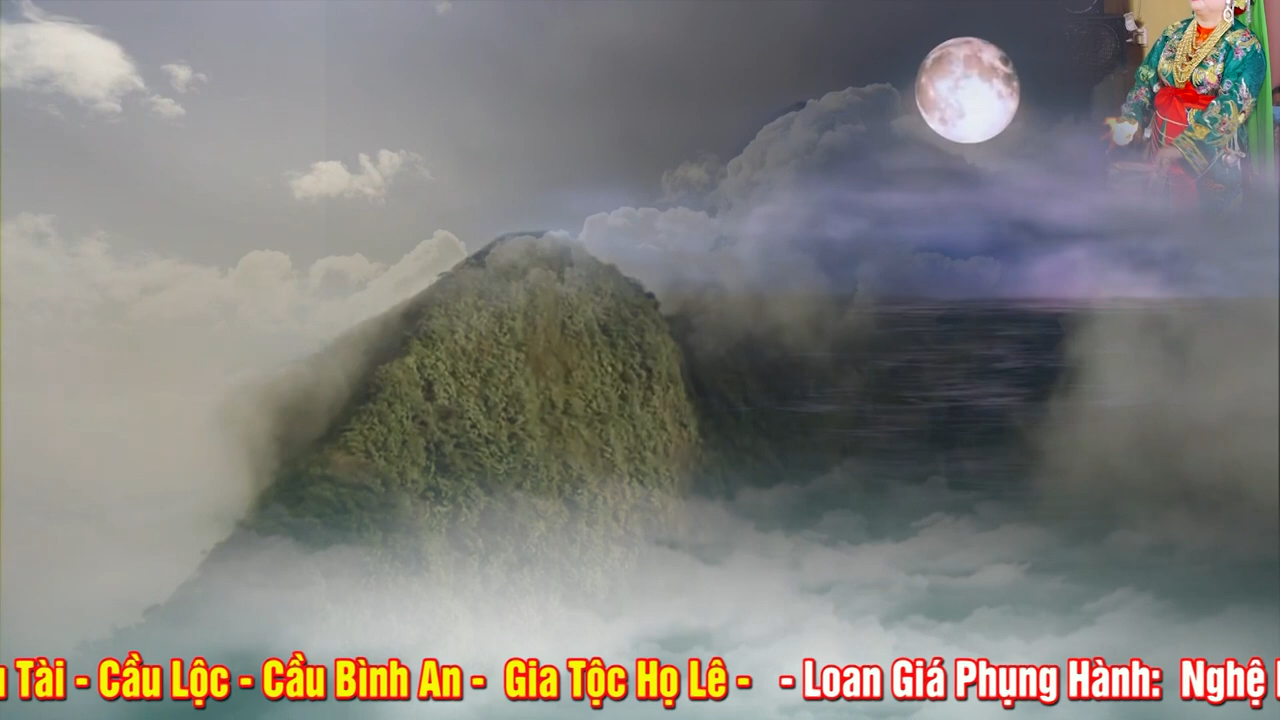 Tài - Cầu Lộc - Cầu Bình An - Gia Tộc Họ Lê - - Loan Giá Phụng Hành: Nghệ